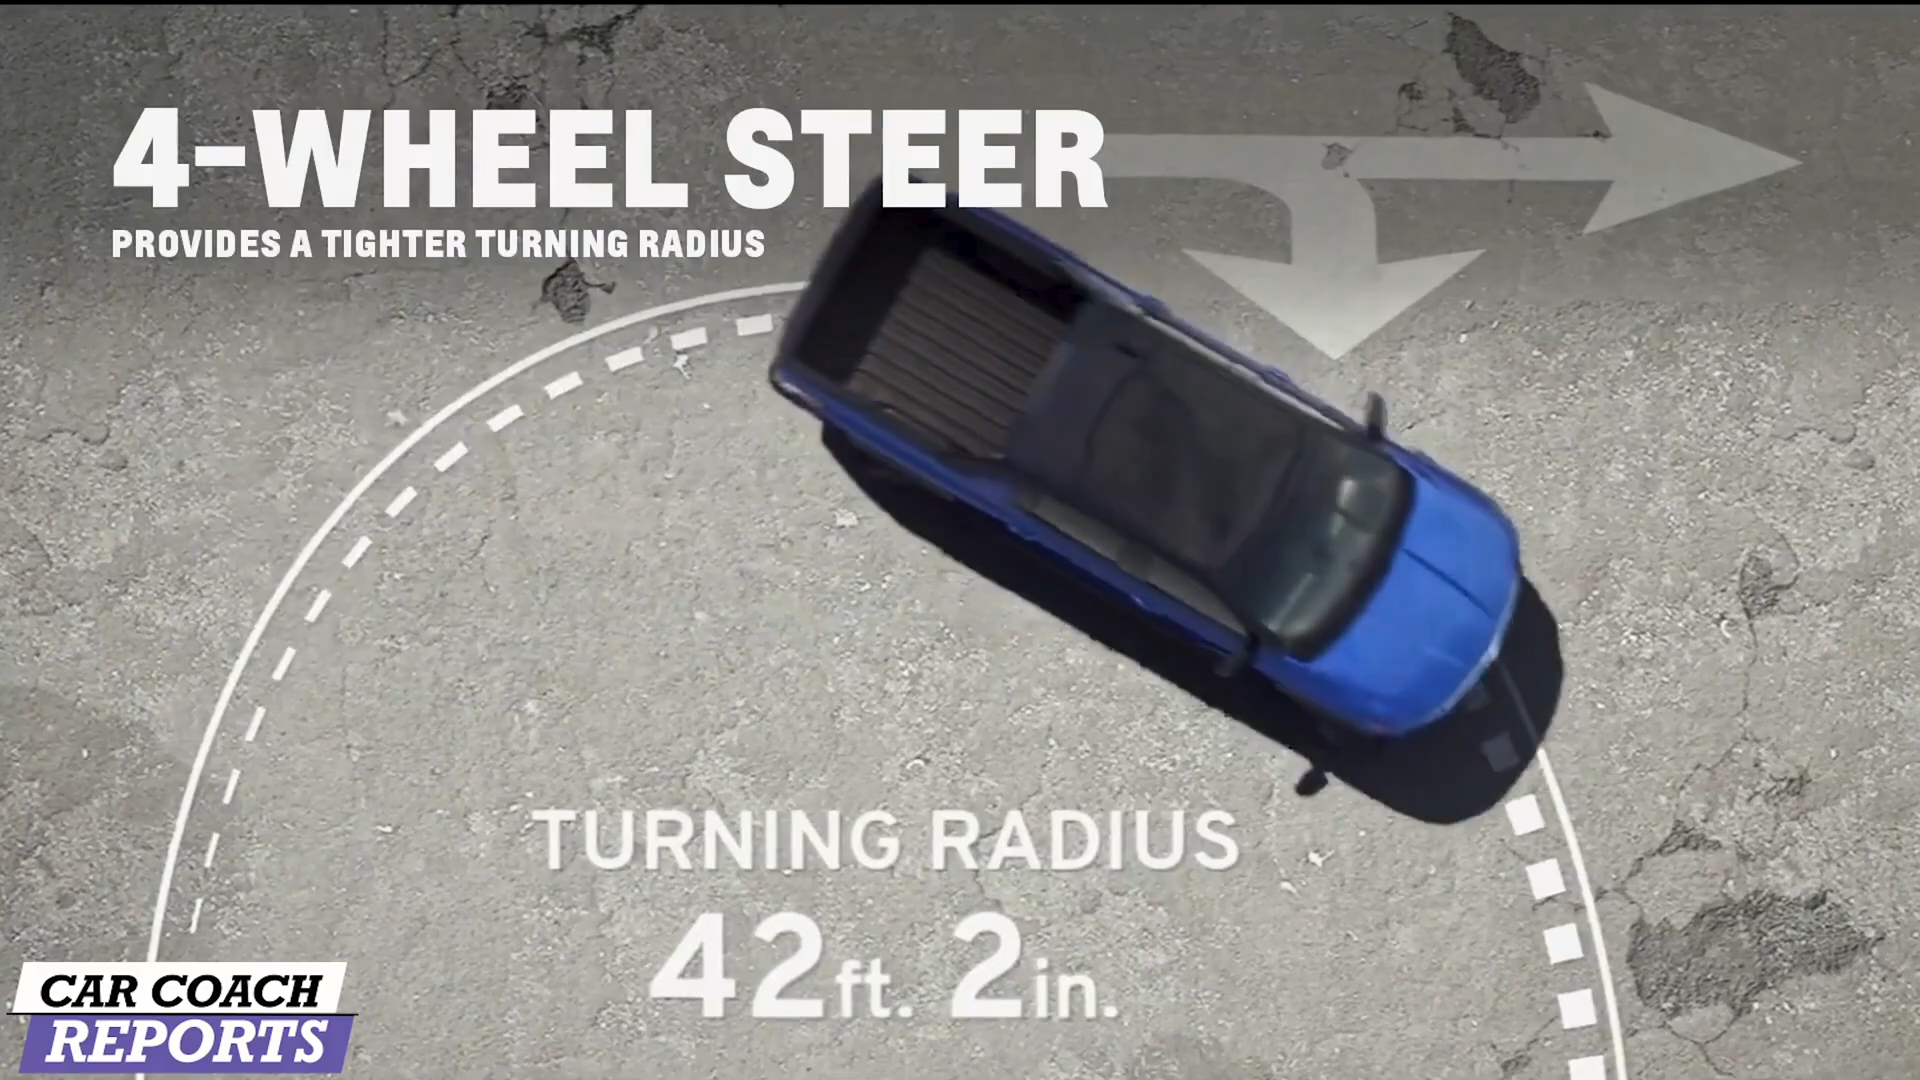 4-WHEEL STEER
PROVIDES A TIGHTER TURNING RADIUS
TURNING RADIUS
42ft. 2in.
CAR COACH
REPORTS